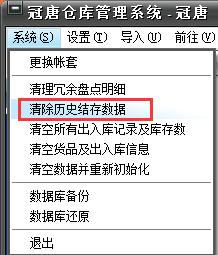 冠唐仓库管理系统 - 冠唐
系统(S) 设置(T) 导入(U) 前往(V)
更换帐套
清理冗余盘点明细
清除历史结存数据
清空所有出入库记录及库存数
清空货品及出入库信息
清空数据并重新初始化
数据库备份
数据库还原
退出